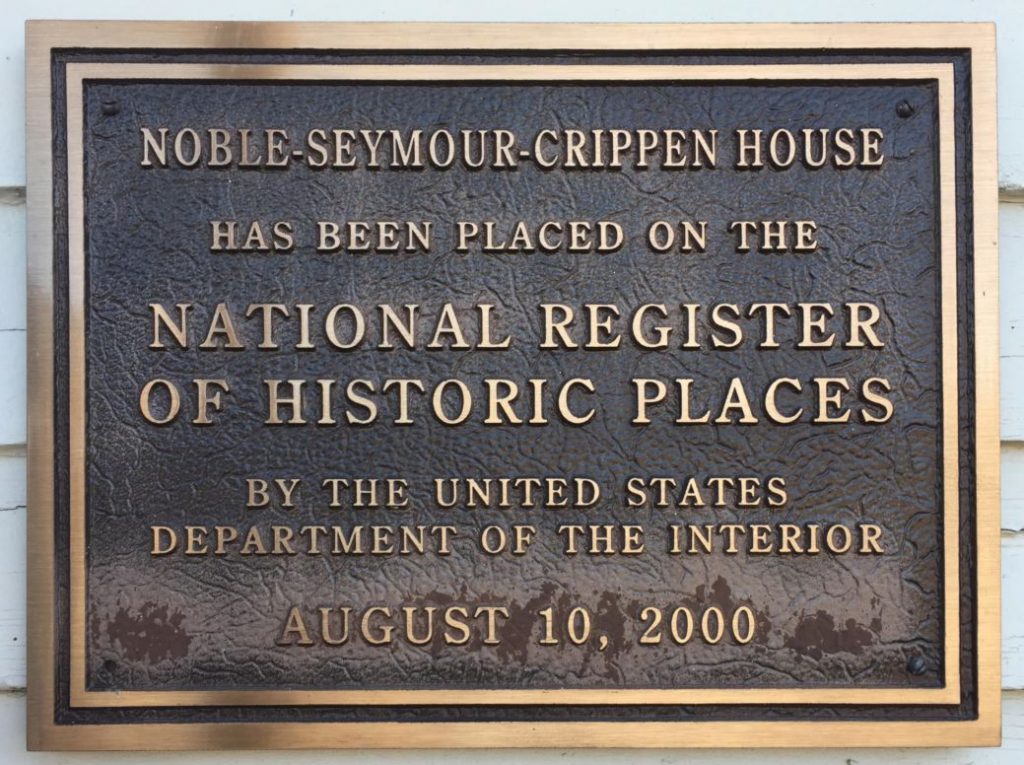 NOBLE-SEYMOUR-CRIPPEN HOUSE
HAS BEEN PLACED ON THE
NATIONAL REGISTER
OF HISTORIC PLACES
BY THE UNITED STATES
DEPARTMENT OF THE INTERIOR
AUGUST 10, 2000